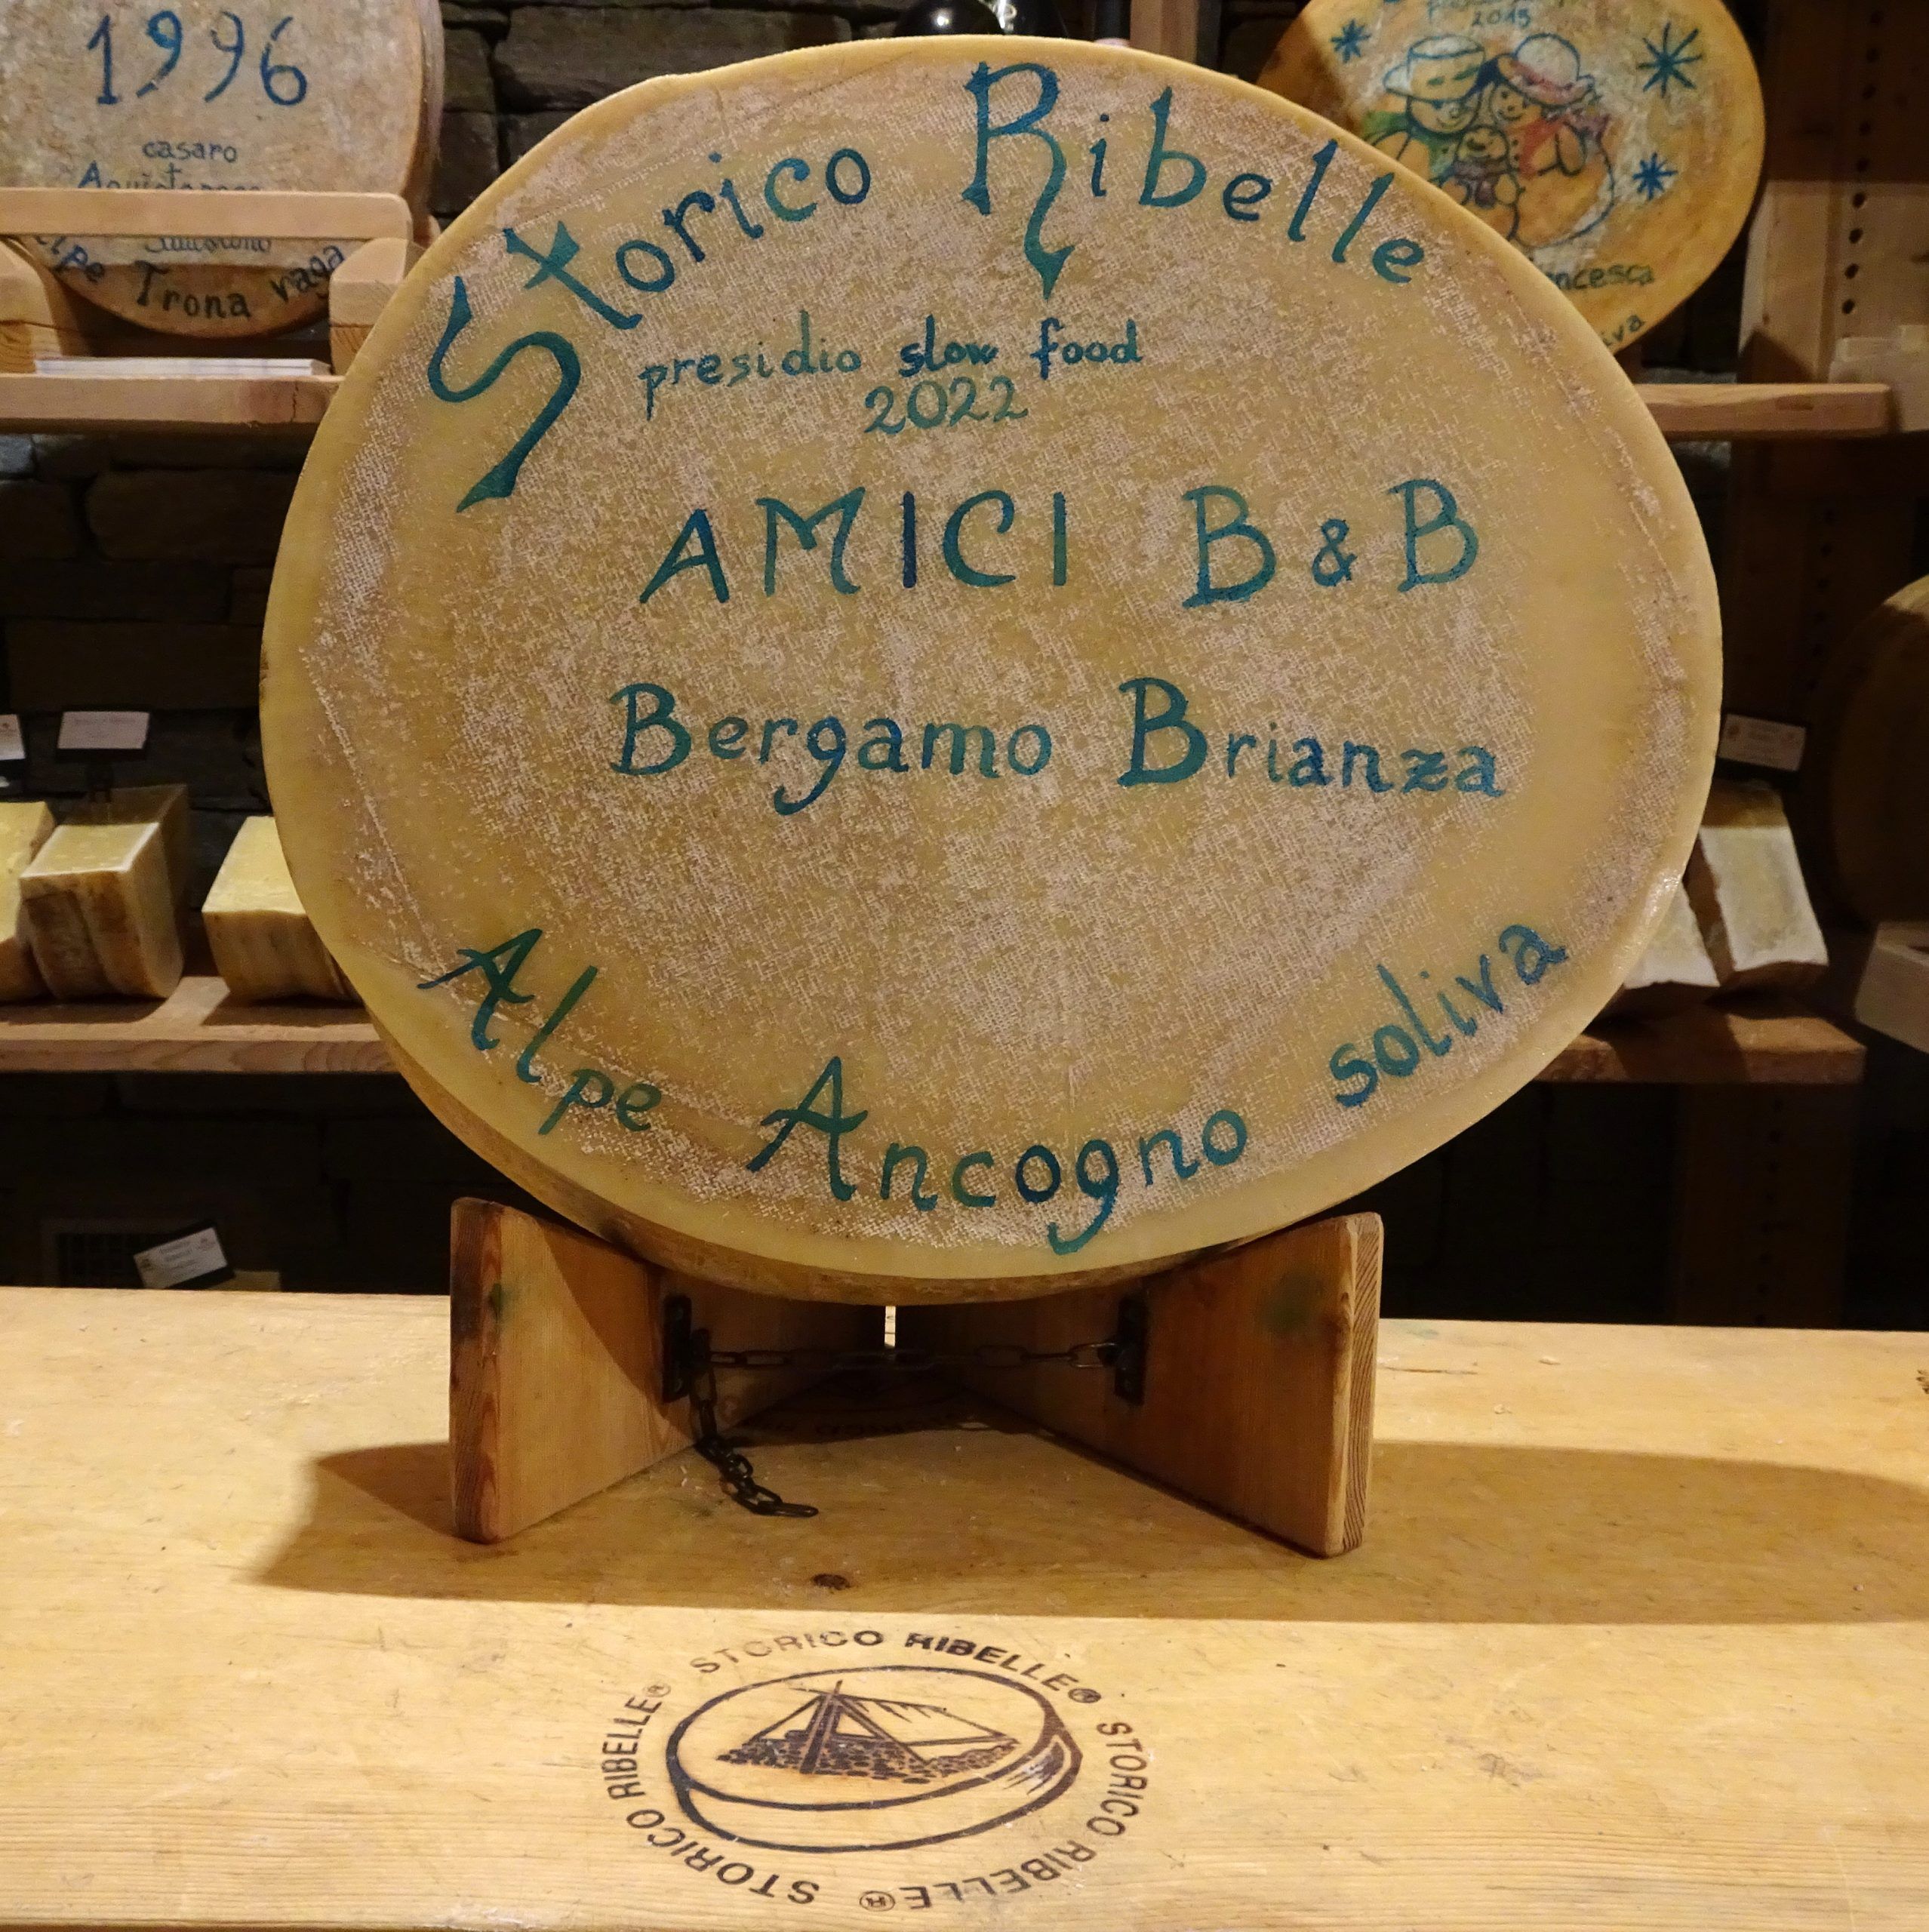 1996
casaro
Trona vaga
2015
Storico Ribelle
presidio slow food
2022
AMICI B & B
Bergamo Brianza
Alpe Ancogno soliva
STORICO RIBELLE® STORICO RIBELLE® STORICO RIBELLE®